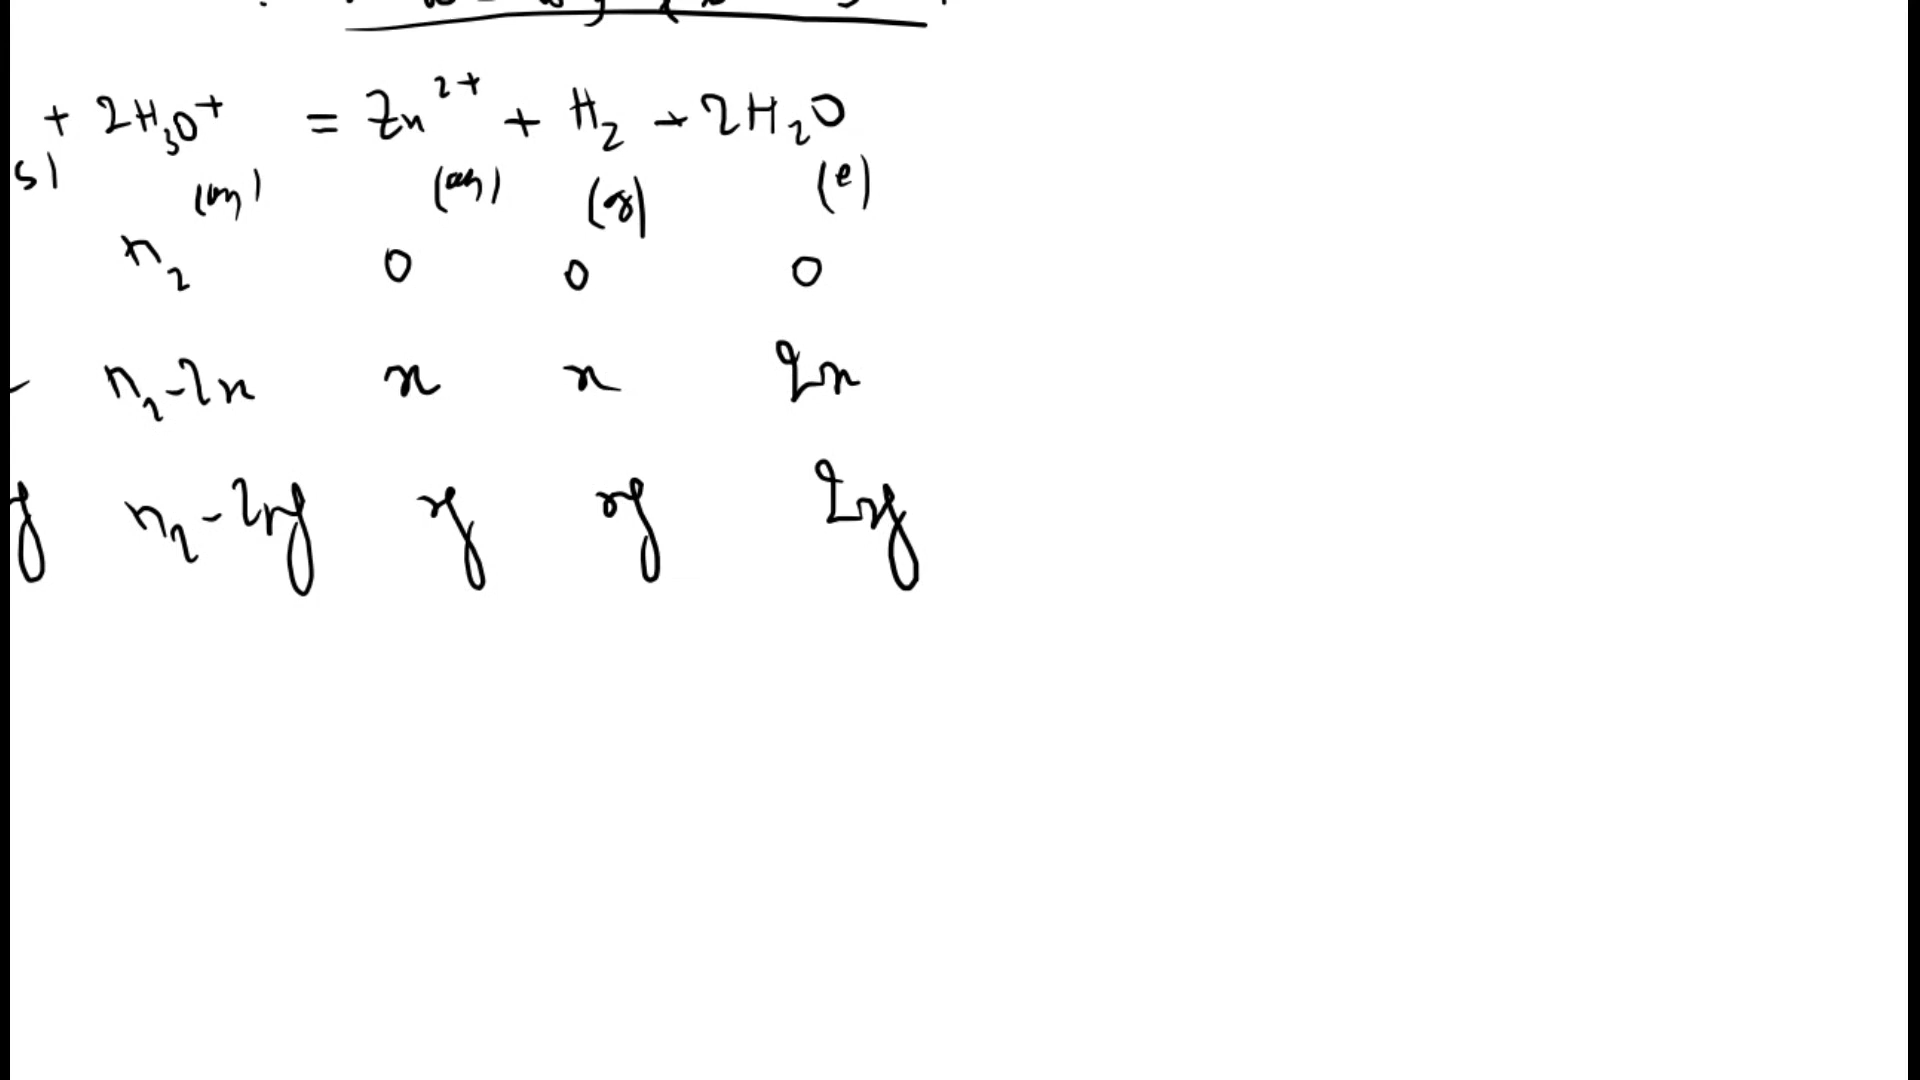 + 2H₃O⁺ = Zn²⁺ + H₂ + 2H₂O
s) (aq) (aq) (g) (l)
n₂ 0 0 0
n₂-2x x x 2x
f n₂-2xf xf xf 2xf